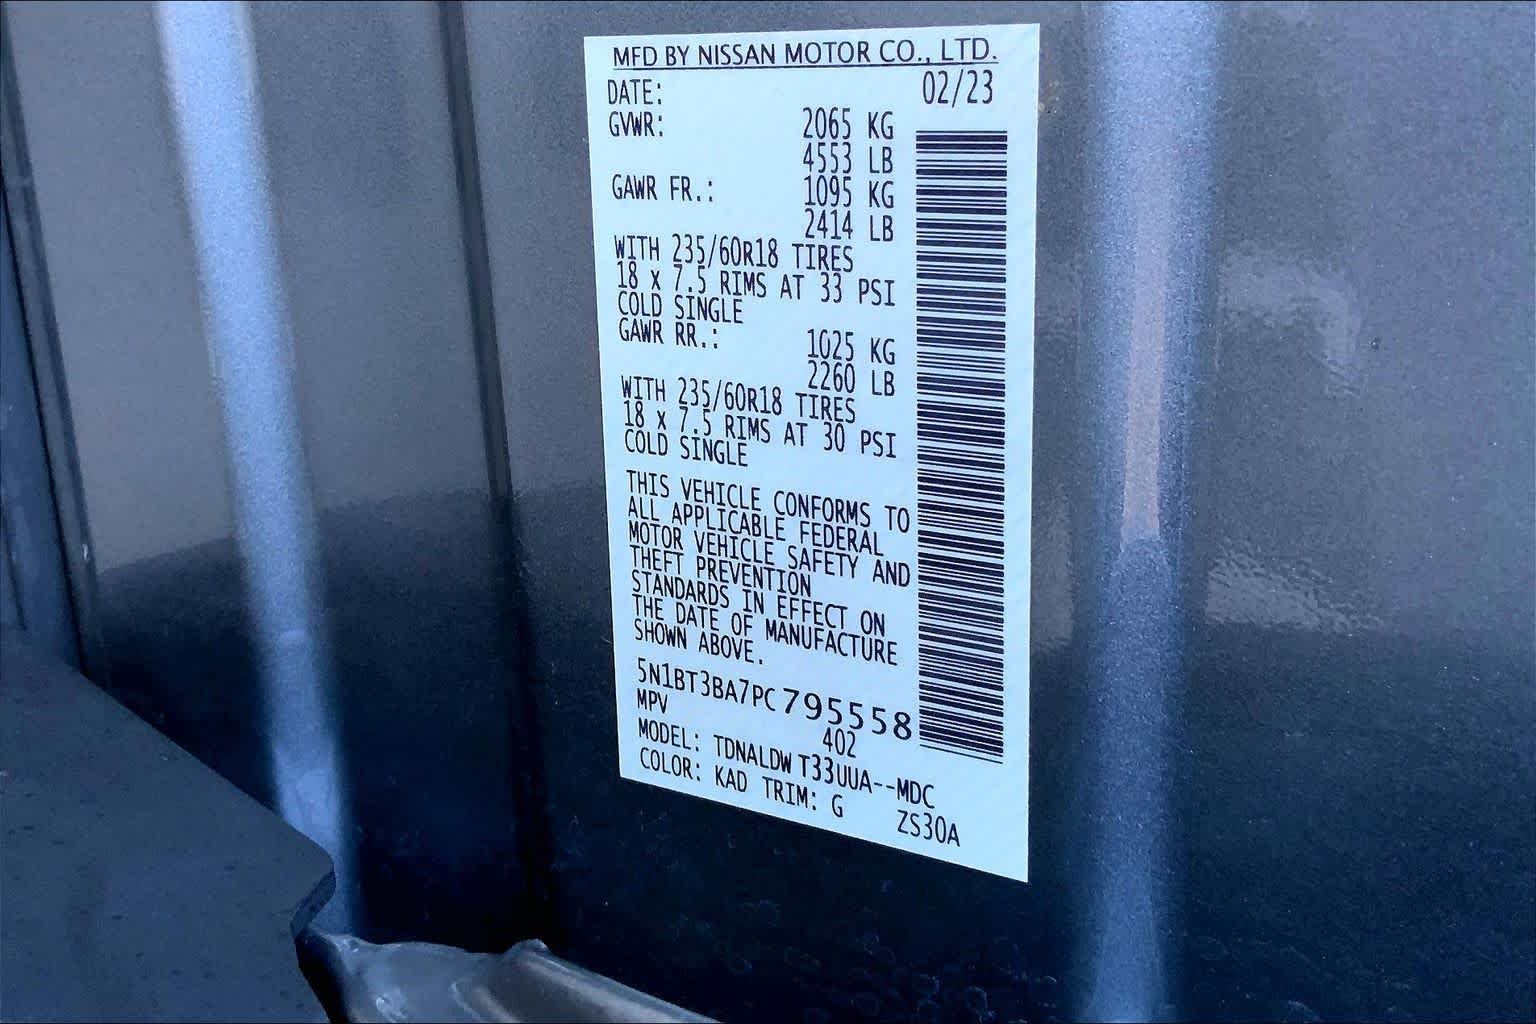 MFD BY NISSAN MOTOR CO., LTD.
DATE: 02/23
GVWR: 2065 KG
4553 LB
GAWR FR.: 1095 KG
2414 LB
WITH 235/60R18 TIRES
18 x 7.5 RIMS AT 33 PSI
COLD SINGLE
GAWR RR.: 1025 KG
2260 LB
WITH 235/60R18 TIRES
18 x 7.5 RIMS AT 30 PSI
COLD SINGLE
THIS VEHICLE CONFORMS TO
ALL APPLICABLE FEDERAL
MOTOR VEHICLE SAFETY AND
THEFT PREVENTION
STANDARDS IN EFFECT ON
THE DATE OF MANUFACTURE
SHOWN ABOVE.
5N1BT3BA7PC795558
MPV 402
MODEL: TDNALDWT33UUA--MDC
COLOR: KAD TRIM: G ZS30A